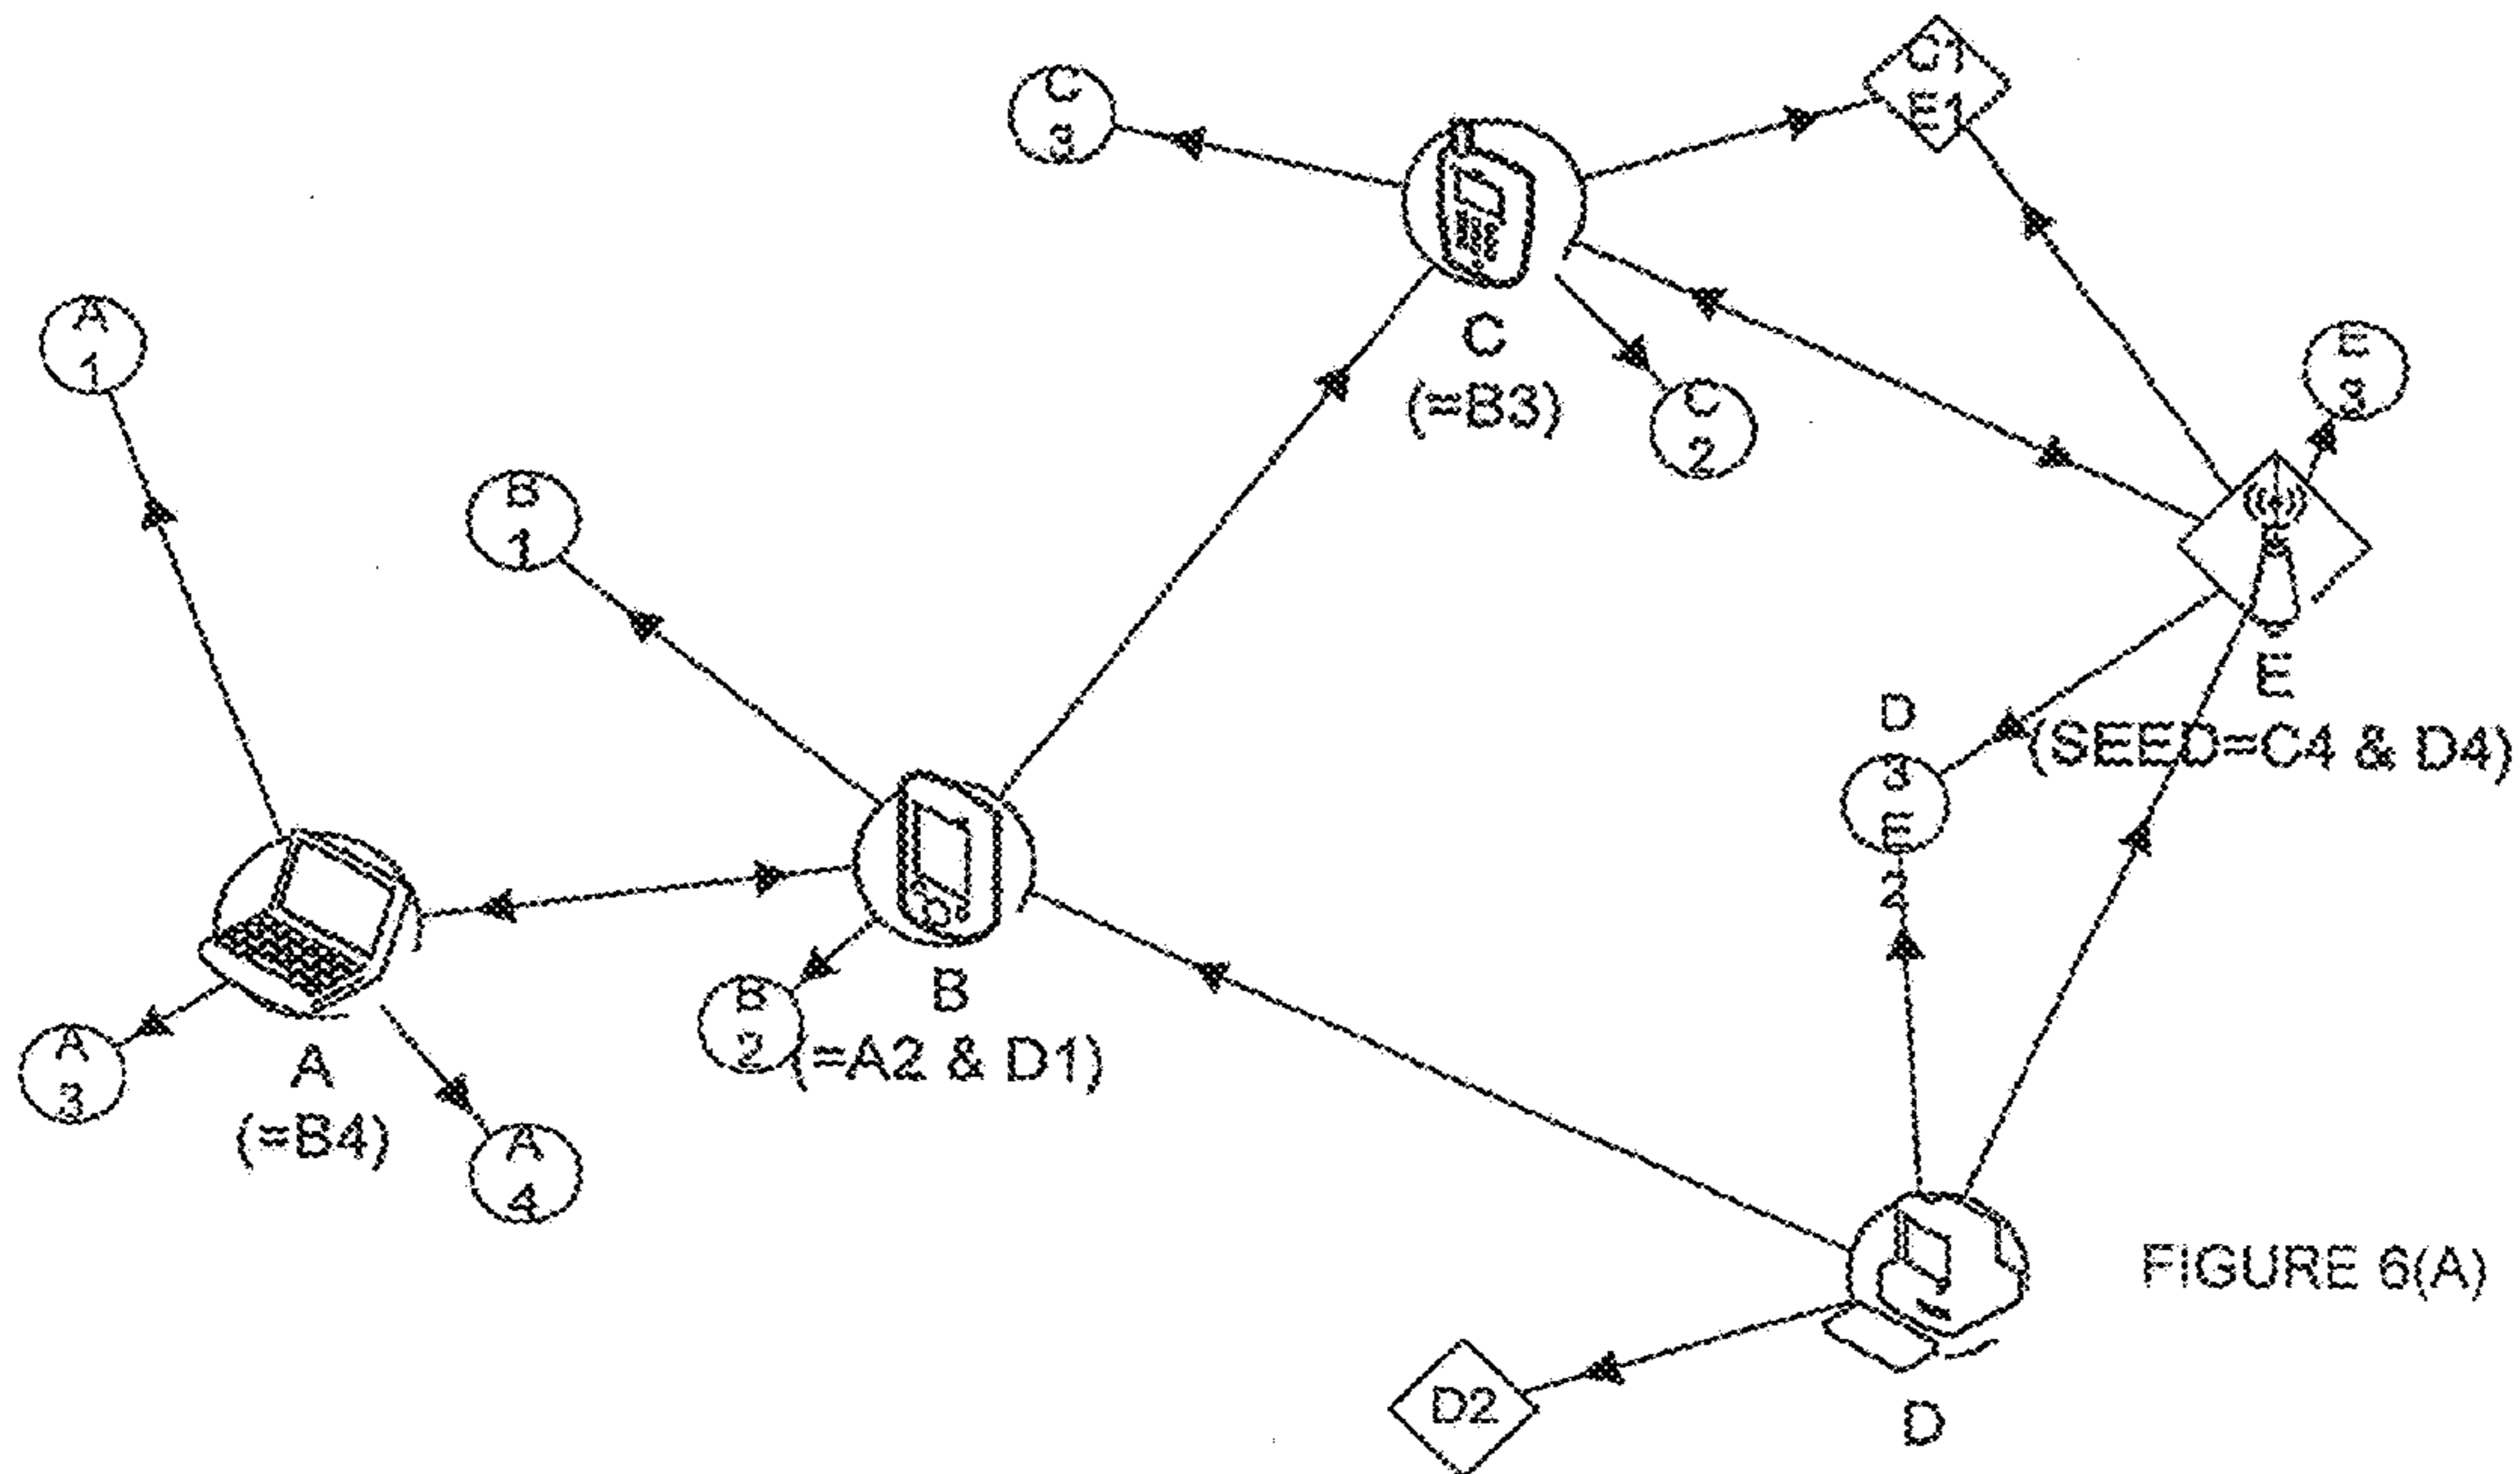 C1
E1
C
3
A
1
C
(=B3)
E
3
C
2
B
1
E
(SEED=C4 & D4)
D
3
E
2
B
2
B
(=A2 & D1)
A
3
A
(=B4)
A
4
FIGURE 6(A)
D2
D